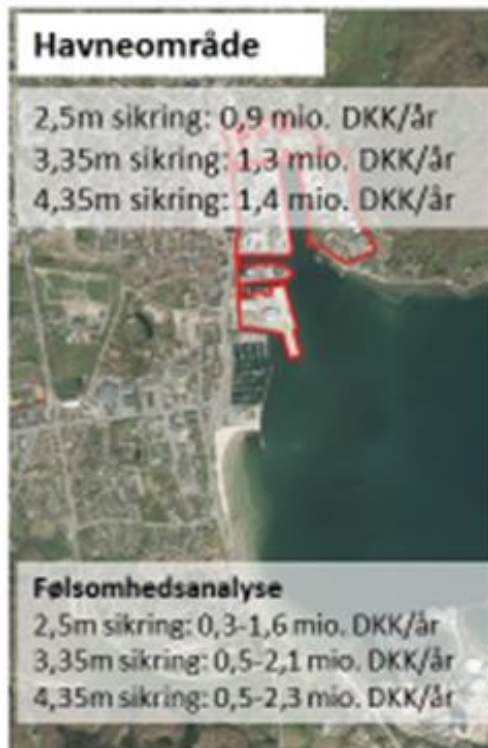 Havneområde
2,5m sikring: 0,9 mio. DKK/år
3,35m sikring: 1,3 mio. DKK/år
4,35m sikring: 1,4 mio. DKK/år
Følsomhedsanalyse
2,5m sikring: 0,3-1,6 mio. DKK/år
3,35m sikring: 0,5-2,1 mio. DKK/år
4,35m sikring: 0,5-2,3 mio. DKK/år